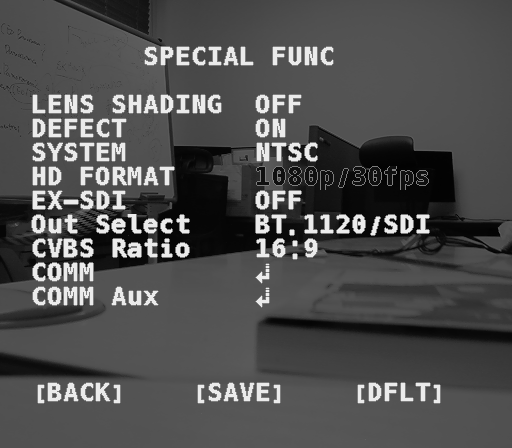 SPECIAL FUNC
LENS SHADING OFF
DEFECT ON
SYSTEM NTSC
HD FORMAT 1080p/30fps
EX-SDI OFF
Out Select BT.1120/SDI
CVBS Ratio 16:9
COMM ↵
COMM Aux ↵
[BACK] [SAVE] [DFLT]